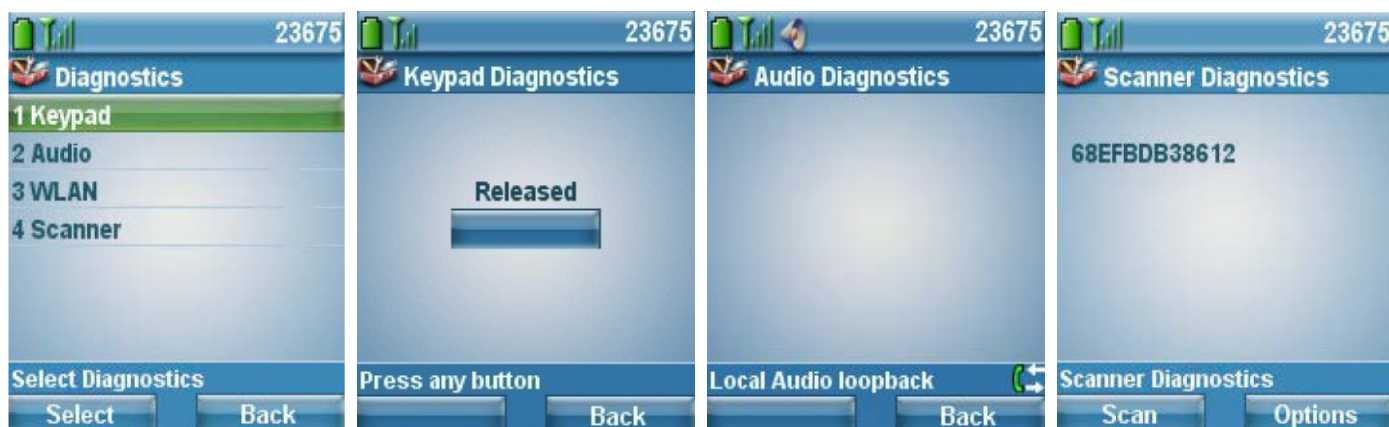 23675
Diagnostics
1 Keypad
2 Audio
3 WLAN
4 Scanner
Select Diagnostics
Select Back
23675
Keypad Diagnostics
Released
Press any button
Back
23675
Audio Diagnostics
Local Audio loopback
Back
23675
Scanner Diagnostics
68EFBDB38612
Scanner Diagnostics
Scan Options